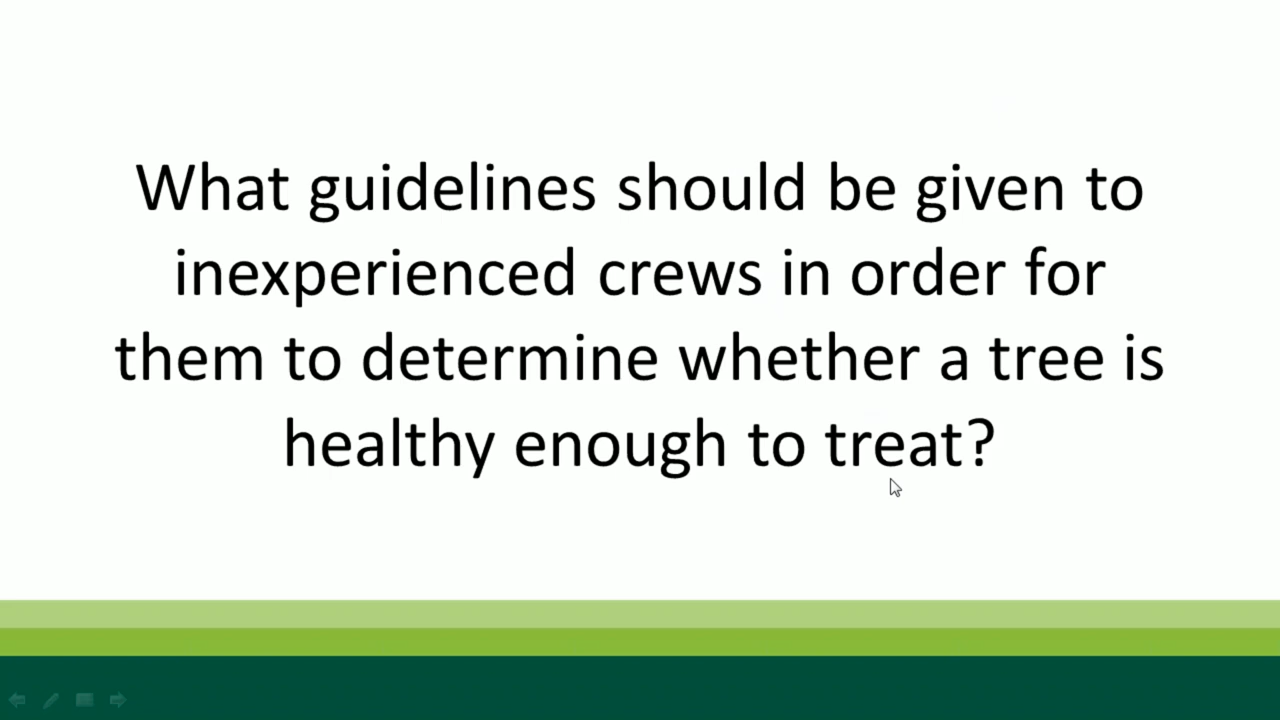 What guidelines should be given to
inexperienced crews in order for
them to determine whether a tree is
healthy enough to treat?